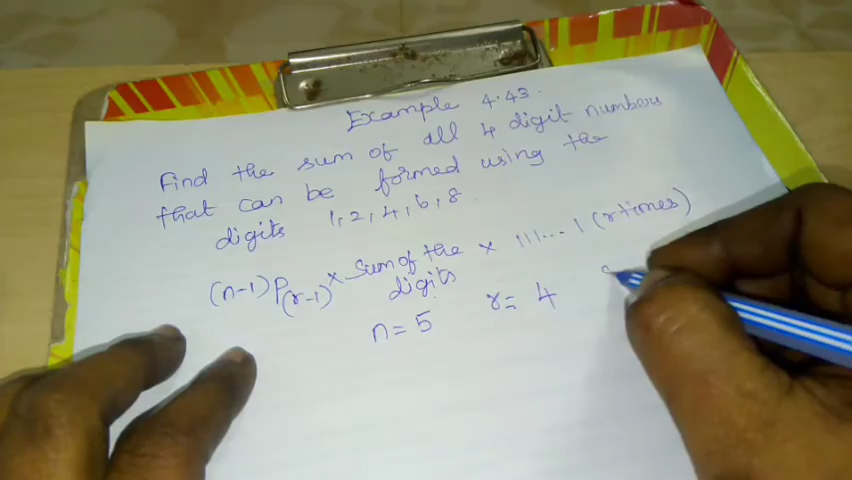 Example 4.43.
Find the sum of all 4 digit numbers
that can be formed using the
digits 1, 2, 4, 6, 8
(n-1)P(r-1) × Sum of the digits × 111... 1 (r times)
n = 5 r = 4